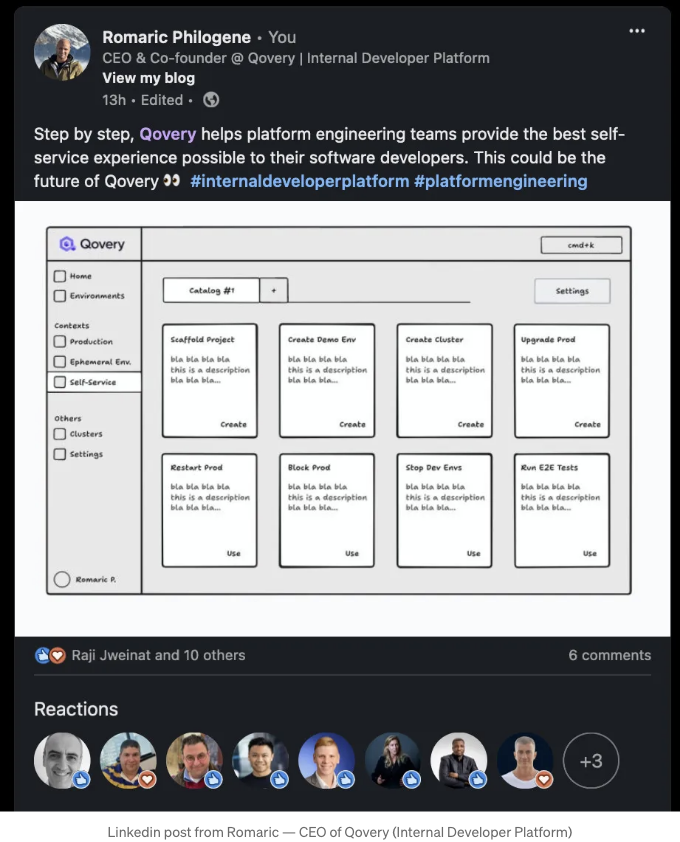 Romaric Philogene • You
CEO & Co-founder @ Qovery | Internal Developer Platform
View my blog
13h • Edited •
Step by step, Qovery helps platform engineering teams provide the best self-
service experience possible to their software developers. This could be the
future of Qovery 👀 #internaldeveloperplatform #platformengineering
Qovery
cmd+k
Home
Environments
Contexts
Production
Ephemeral Env.
Self-Service
Others
Clusters
Settings
Romaric P.
Catalog #1
+
Settings
Scaffold Project
bla bla bla bla
this is a description
bla bla bla...
Create
Create Demo Env
bla bla bla bla
this is a description
bla bla bla...
Create
Create Cluster
bla bla bla bla
this is a description
bla bla bla...
Create
Upgrade Prod
bla bla bla bla
this is a description
bla bla bla...
Create
Restart Prod
bla bla bla bla
this is a description
bla bla bla...
Use
Block Prod
bla bla bla bla
this is a description
bla bla bla...
Use
Stop Dev Envs
bla bla bla bla
this is a description
bla bla bla...
Use
Run E2E Tests
bla bla bla bla
this is a description
bla bla bla...
Use
Raji Jweinat and 10 others
6 comments
Reactions
+3
Linkedin post from Romaric — CEO of Qovery (Internal Developer Platform)